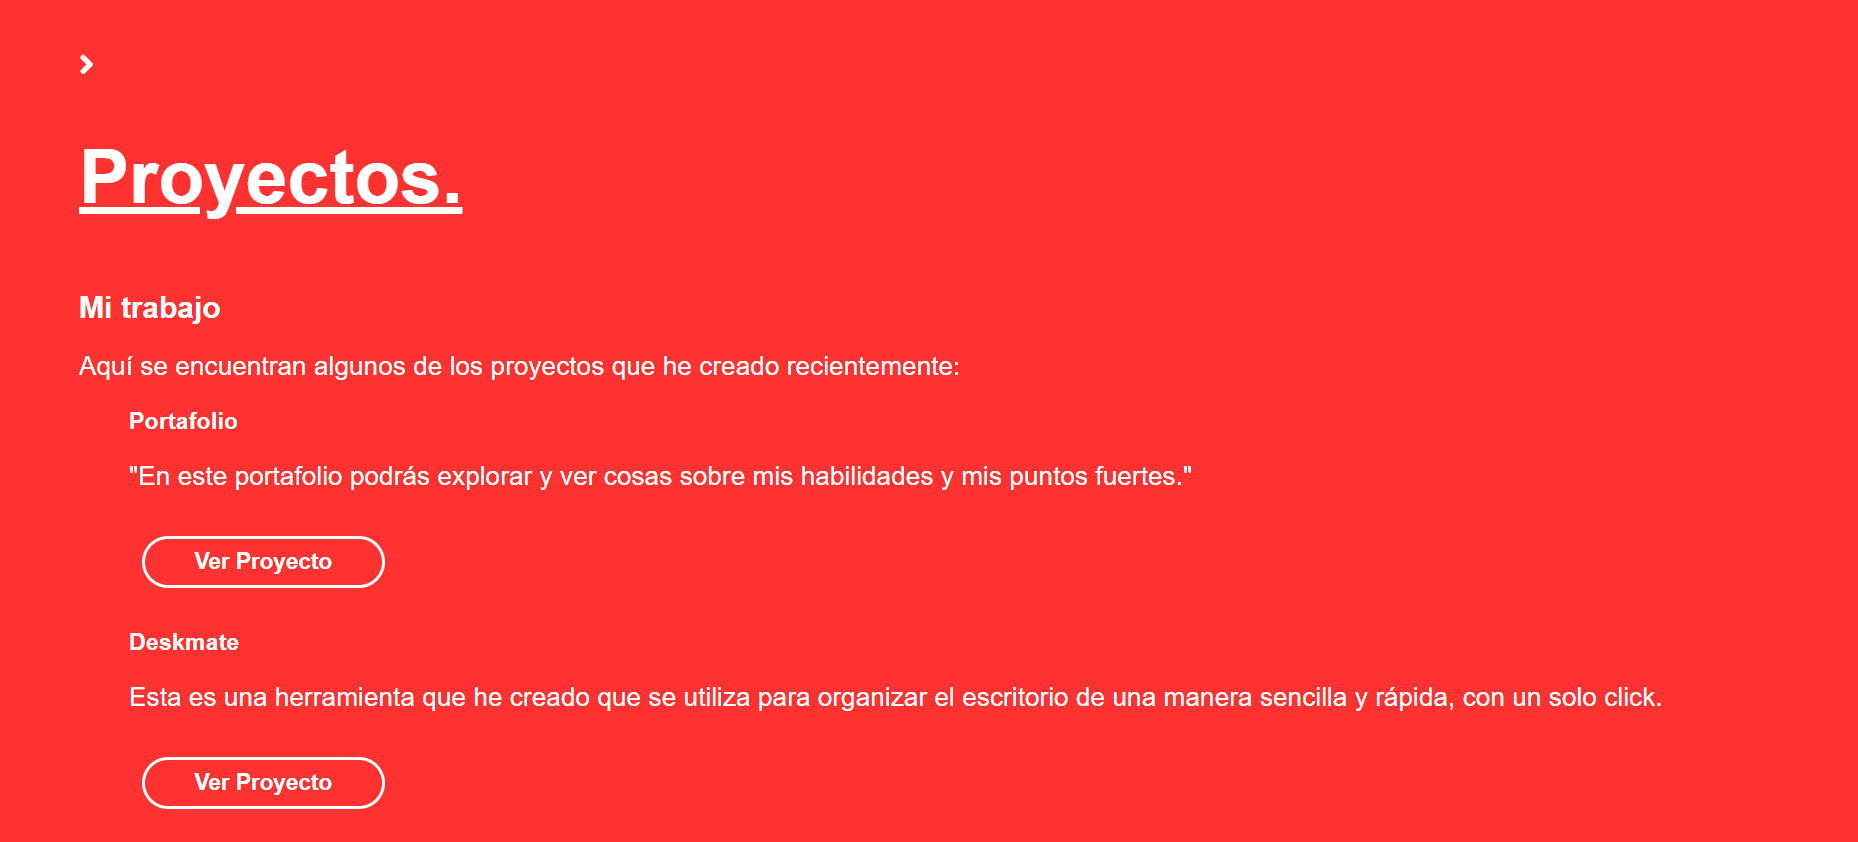 Proyectos.
Mi trabajo
Aquí se encuentran algunos de los proyectos que he creado recientemente:
Portafolio
"En este portafolio podrás explorar y ver cosas sobre mis habilidades y mis puntos fuertes."
Ver Proyecto
Deskmate
Esta es una herramienta que he creado que se utiliza para organizar el escritorio de una manera sencilla y rápida, con un solo click.
Ver Proyecto